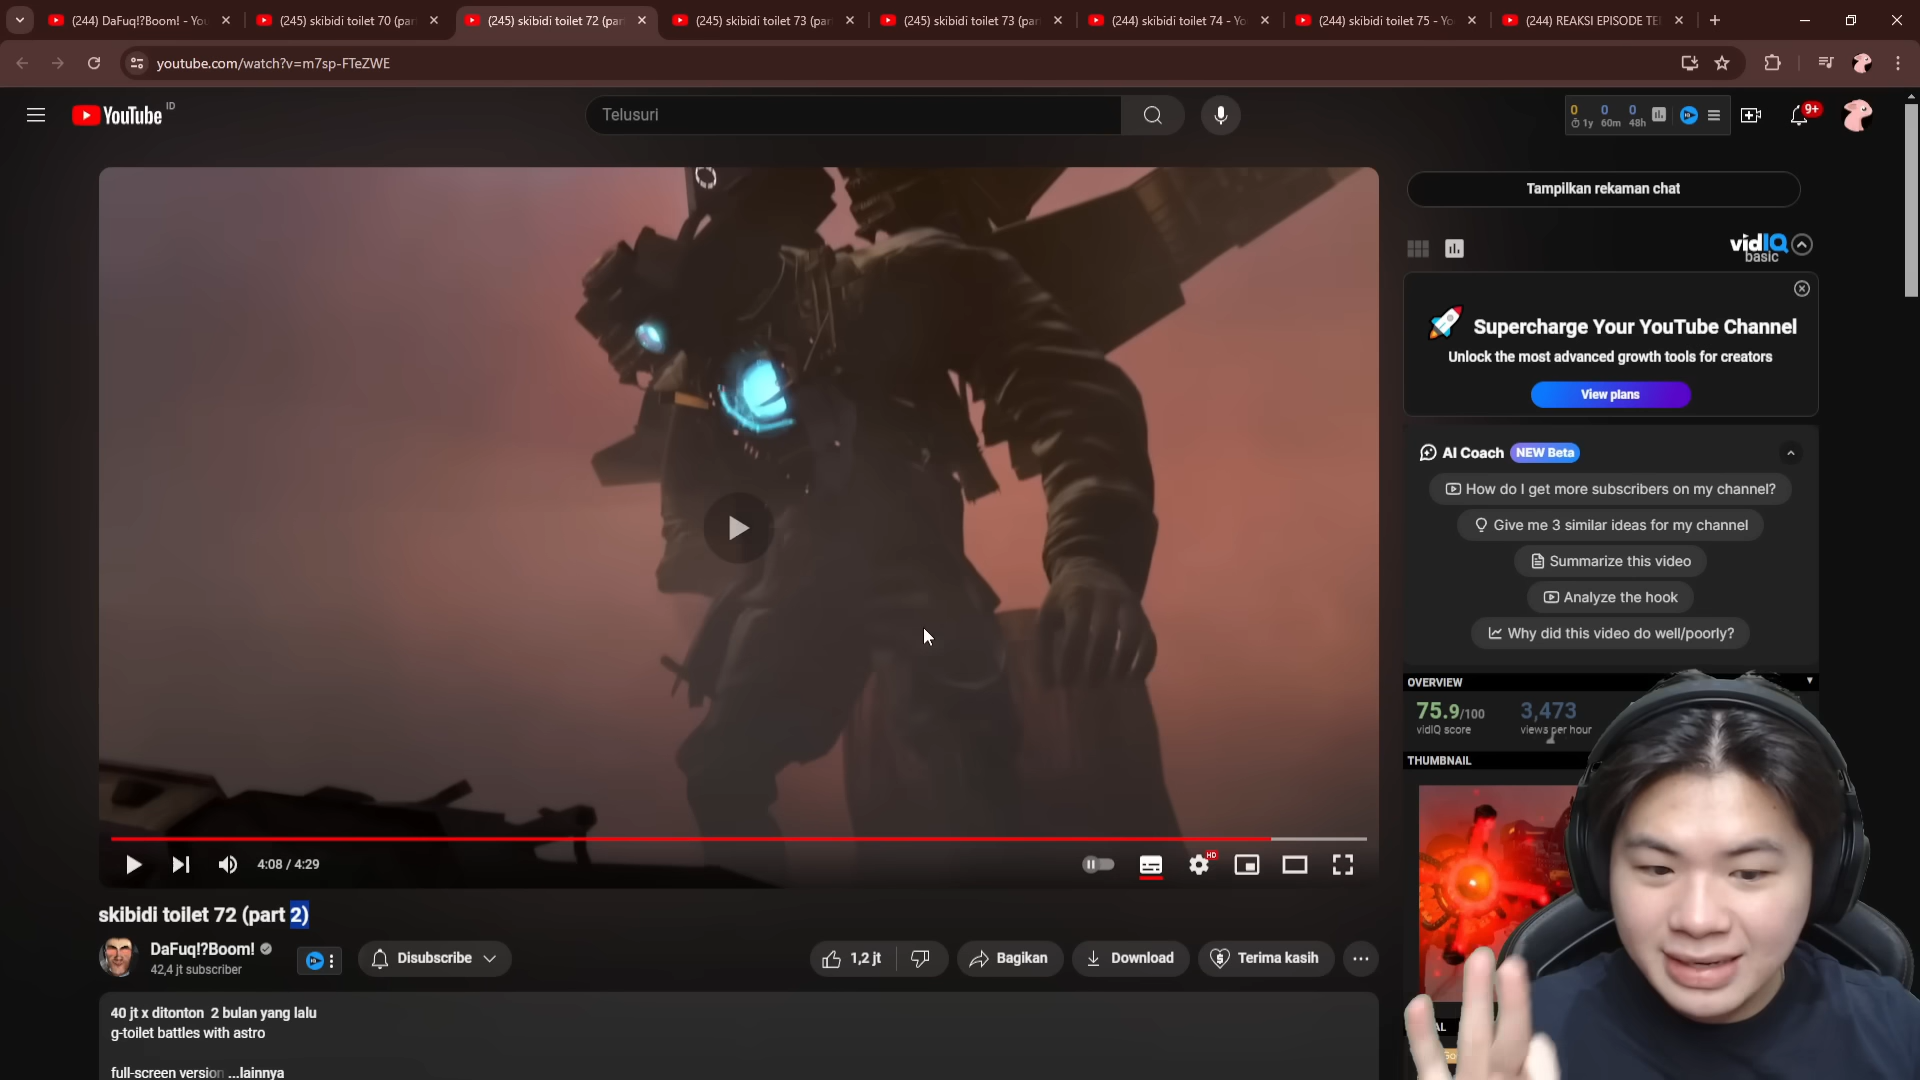 (244) DaFuq!?Boom! - You
(245) skibidi toilet 70 (par
(245) skibidi toilet 72 (par
(245) skibidi toilet 73 (par
(245) skibidi toilet 73 (par
(244) skibidi toilet 74 - Yo
(244) skibidi toilet 75 - Yo
(244) REAKSI EPISODE TE
youtube.com/watch?v=m7sp-FTeZWE
YouTube ID
Telusuri
0 0 0
1y 60m 48h
9+
Tampilkan rekaman chat
vidIQ
basic
Supercharge Your YouTube Channel
Unlock the most advanced growth tools for creators
View plans
AI Coach NEW Beta
How do I get more subscribers on my channel?
Give me 3 similar ideas for my channel
Summarize this video
Analyze the hook
Why did this video do well/poorly?
OVERVIEW
75.9/100 3,473
vidIQ score views per hour
THUMBNAIL
4:08 / 4:29
HD
skibidi toilet 72 (part 2)
DaFuq!?Boom!
42,4 jt subscriber
Disubscribe
1,2 jt
Bagikan
Download
Terima kasih
40 jt x ditonton 2 bulan yang lalu
g-toilet battles with astro
full-screen version ...lainnya